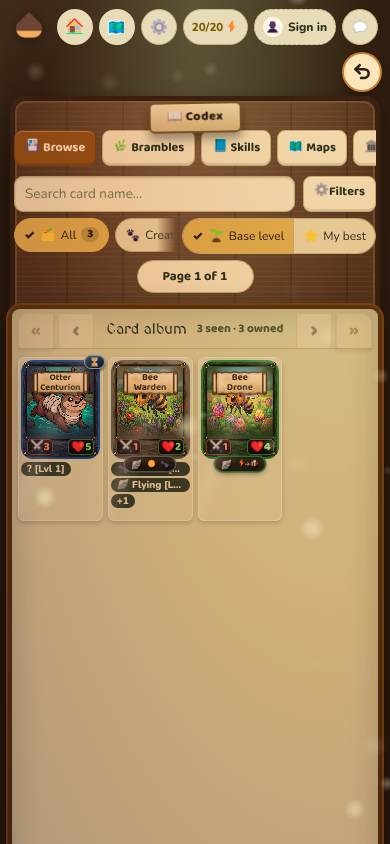 20/20
Sign in
Codex
Browse
Brambles
Skills
Maps
Search card name...
Filters
All 3
Base level
My best
Page 1 of 1
« ‹ Card album 3 seen · 3 owned › »
Otter Centurion
3
5
? [Lvl 1]
Bee Warden
1
2
Flying [L...
+1
Bee Drone
1
4